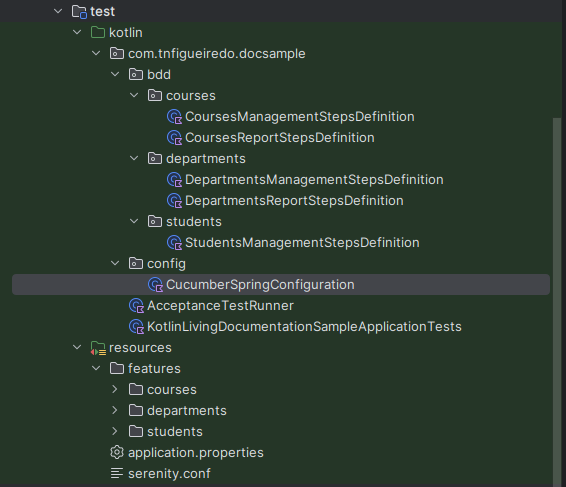 test
kotlin
com.tnfigueiredo.docsample
bdd
courses
CoursesManagementStepsDefinition
CoursesReportStepsDefinition
departments
DepartmentsManagementStepsDefinition
DepartmentsReportStepsDefinition
students
StudentsManagementStepsDefinition
config
CucumberSpringConfiguration
AcceptanceTestRunner
KotlinLivingDocumentationSampleApplicationTests
resources
features
courses
departments
students
application.properties
serenity.conf